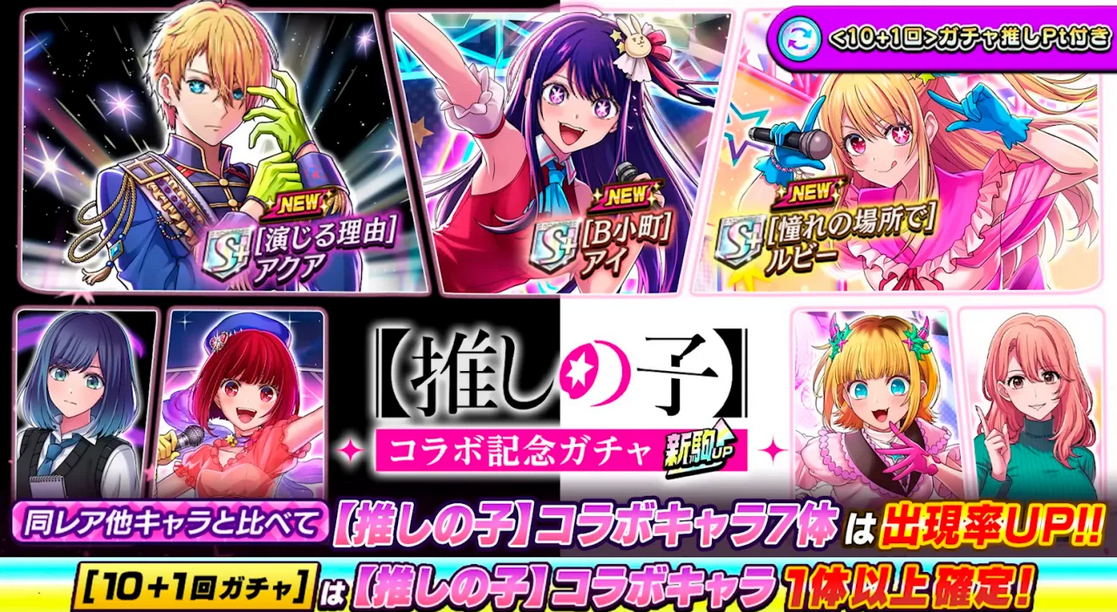 <10+1回>ガチャ推しPt付き
NEW
S+
[演じる理由]
アクア
NEW
S+
[B小町]
アイ
NEW
S+
[憧れの場所で]
ルビー
【推しの子】
コラボ記念ガチャ 新駒UP
同レア他キャラと比べて【推しの子】コラボキャラ7体は出現率UP!!
[10+1回ガチャ]は【推しの子】コラボキャラ1体以上確定!